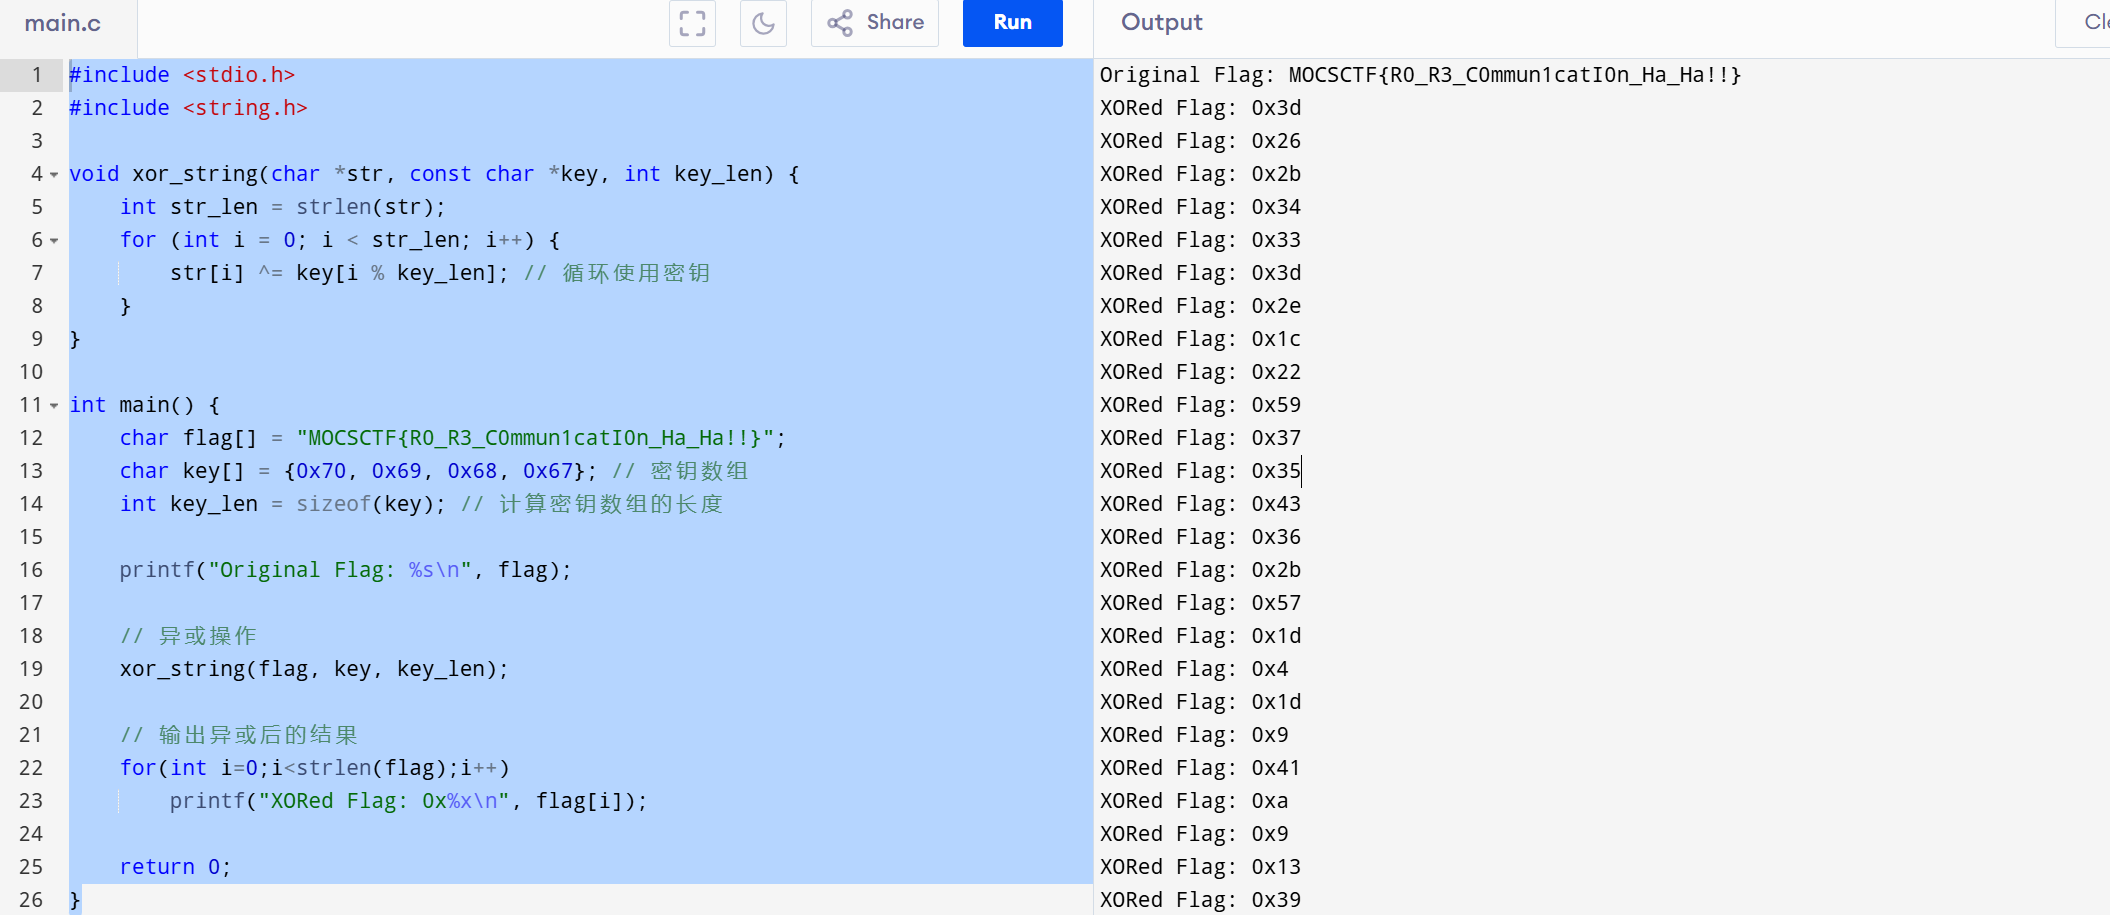 main.c
Share
Run
Output
1 #include <stdio.h>
2 #include <string.h>
3
4 void xor_string(char *str, const char *key, int key_len) {
5     int str_len = strlen(str);
6     for (int i = 0; i < str_len; i++) {
7         str[i] ^= key[i % key_len]; // 循环使用密钥
8     }
9 }
10
11 int main() {
12     char flag[] = "MOCSCTF{R0_R3_C0mmun1catI0n_Ha_Ha!!}";
13     char key[] = {0x70, 0x69, 0x68, 0x67}; // 密钥数组
14     int key_len = sizeof(key); // 计算密钥数组的长度
15
16     printf("Original Flag: %s\n", flag);
17
18     // 异或操作
19     xor_string(flag, key, key_len);
20
21     // 输出异或后的结果
22     for(int i=0;i<strlen(flag);i++)
23         printf("XORed Flag: 0x%x\n", flag[i]);
24
25     return 0;
26 }
Original Flag: MOCSCTF{R0_R3_C0mmun1catI0n_Ha_Ha!!}
XORed Flag: 0x3d
XORed Flag: 0x26
XORed Flag: 0x2b
XORed Flag: 0x34
XORed Flag: 0x33
XORed Flag: 0x3d
XORed Flag: 0x2e
XORed Flag: 0x1c
XORed Flag: 0x22
XORed Flag: 0x59
XORed Flag: 0x37
XORed Flag: 0x35
XORed Flag: 0x43
XORed Flag: 0x36
XORed Flag: 0x2b
XORed Flag: 0x57
XORed Flag: 0x1d
XORed Flag: 0x4
XORed Flag: 0x1d
XORed Flag: 0x9
XORed Flag: 0x41
XORed Flag: 0xa
XORed Flag: 0x9
XORed Flag: 0x13
XORed Flag: 0x39